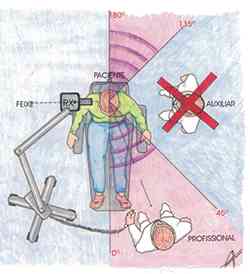 180°
135°
PACIENTE
FEIXE
RX
AUXILIAR
45°
PROFISSIONAL
0°